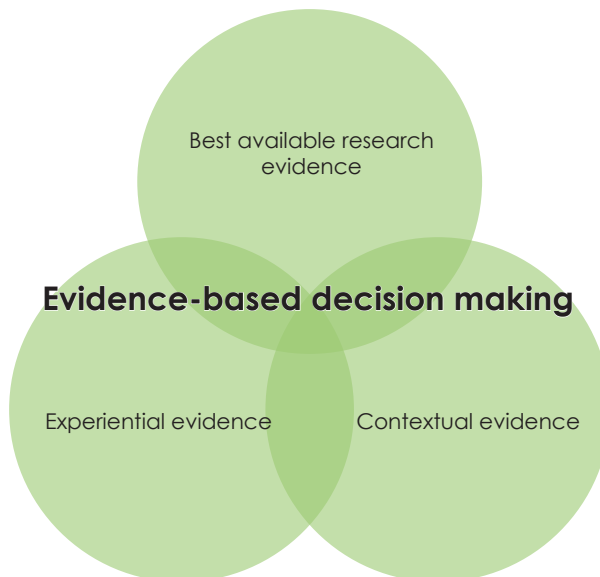 Best available research
evidence
Evidence-based decision making
Experiential evidence
Contextual evidence